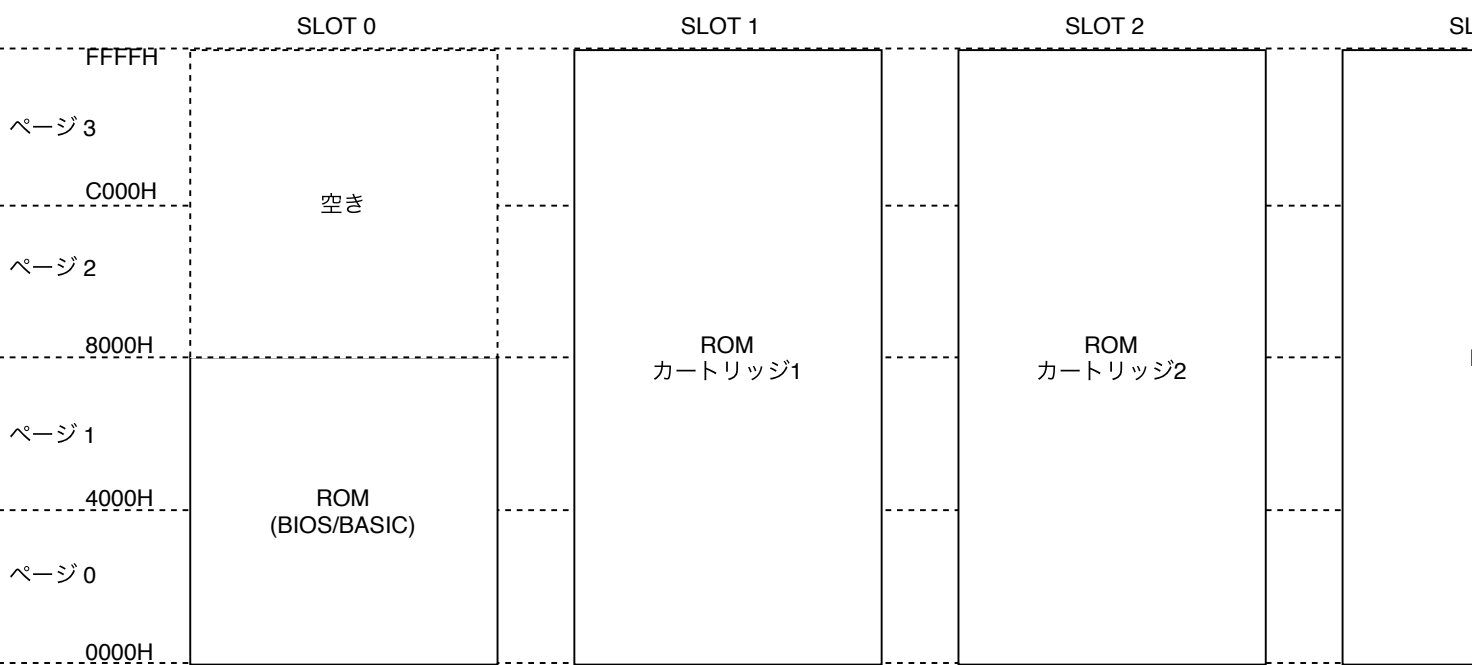 SLOT 0
SLOT 1
SLOT 2
SL
FFFFH
ページ 3
C000H
空き
ページ 2
8000H
ROM
カートリッジ1
ROM
カートリッジ2
ページ 1
4000H
ROM
(BIOS/BASIC)
ページ 0
0000H